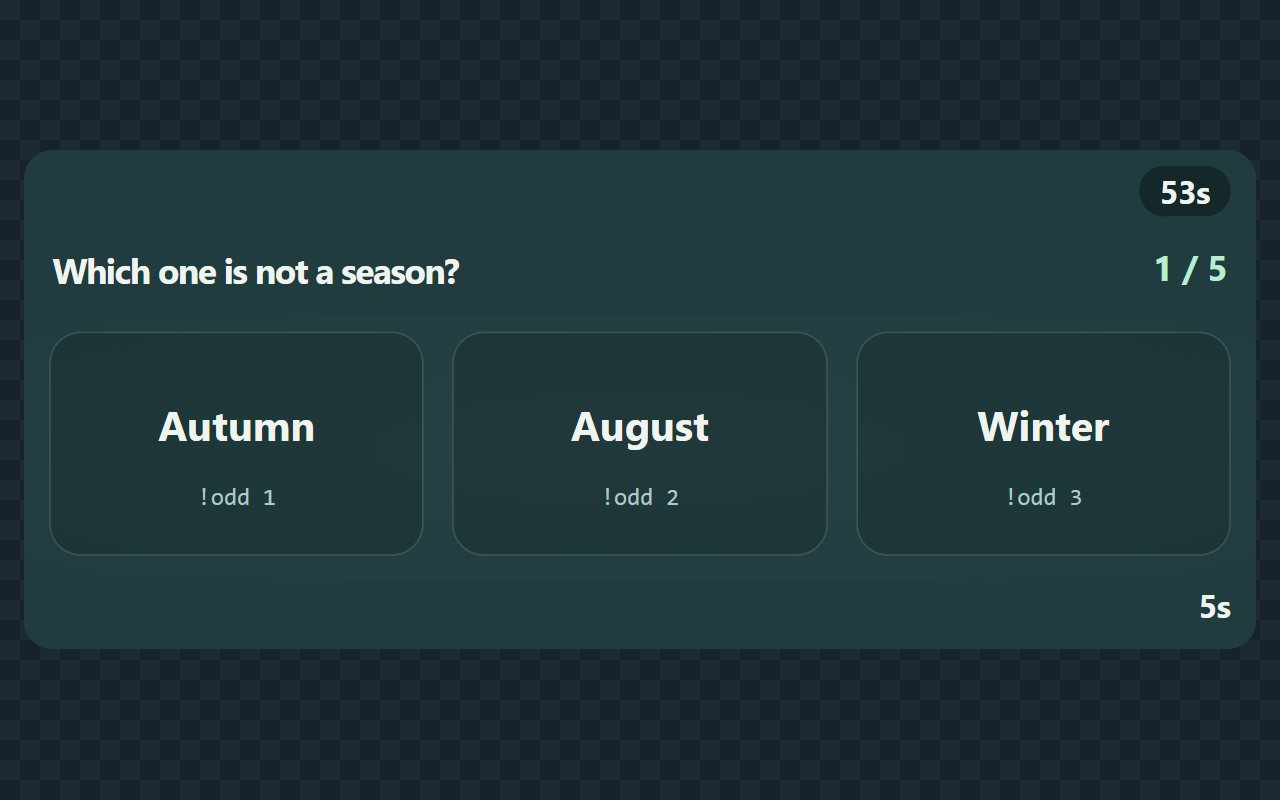 53s
Which one is not a season?
1 / 5
Autumn
!odd 1
August
!odd 2
Winter
!odd 3
5s